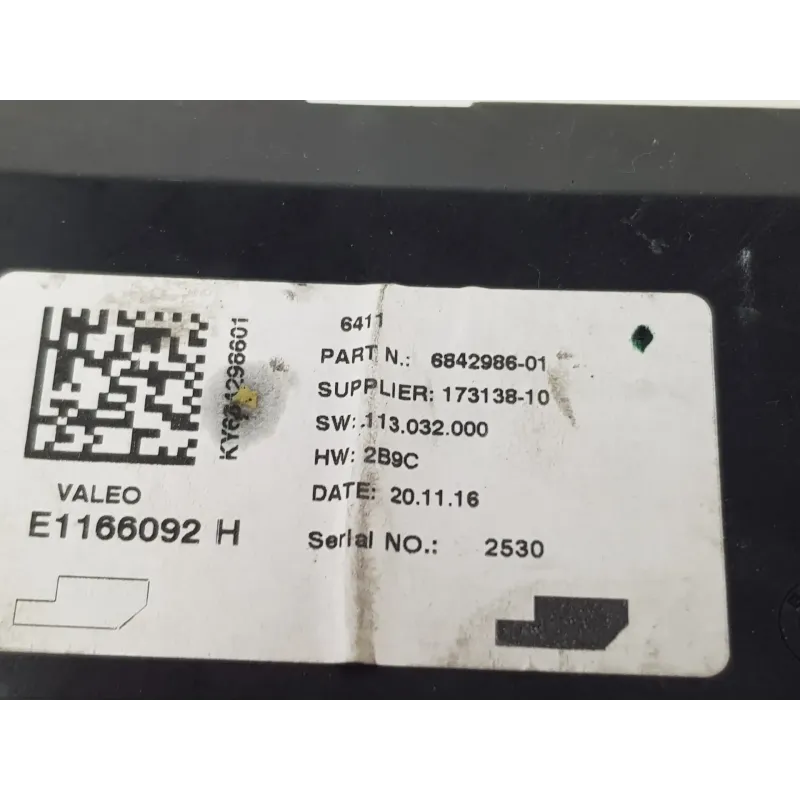 6411
PART N.: 6842986-01
SUPPLIER: 173138-10
SW: 113.032.000
HW: 2B9C
DATE: 20.11.16
Serial NO.: 2530
VALEO
E1166092 H